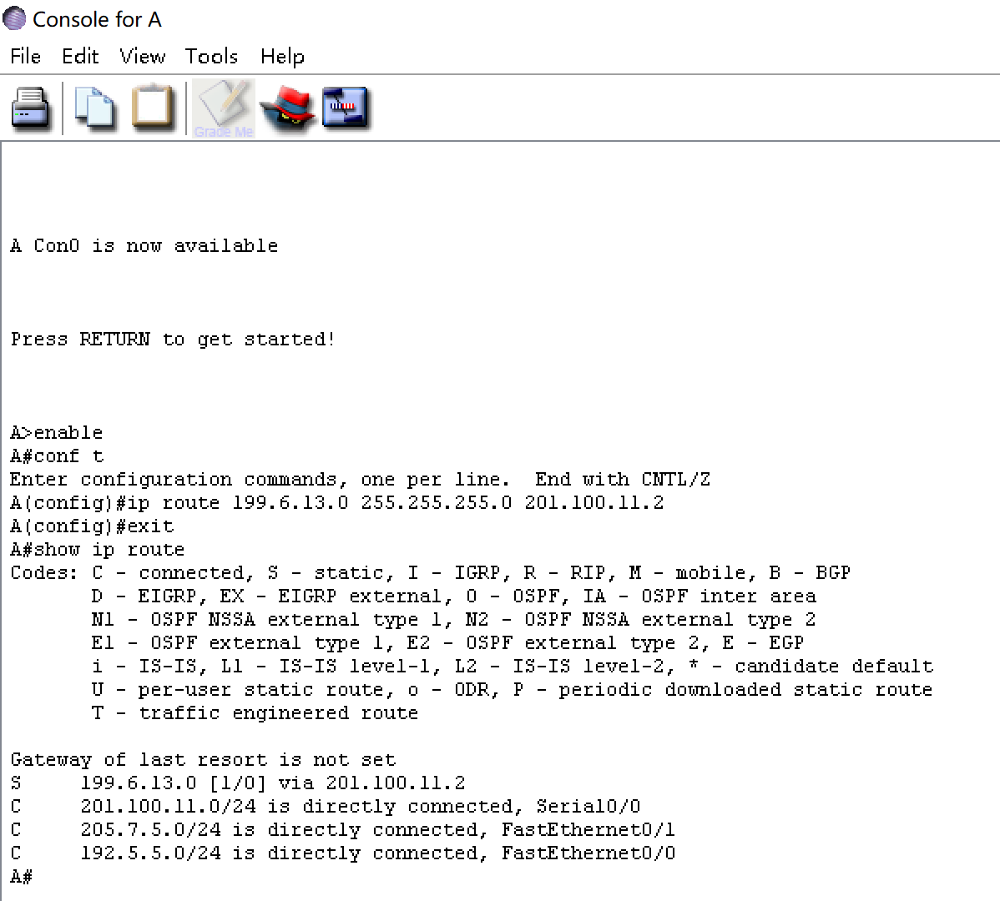 Console for A
File Edit View Tools Help
Grade Me
A Con0 is now available
Press RETURN to get started!
A>enable
A#conf t
Enter configuration commands, one per line.  End with CNTL/Z
A(config)#ip route 199.6.13.0 255.255.255.0 201.100.11.2
A(config)#exit
A#show ip route
Codes: C - connected, S - static, I - IGRP, R - RIP, M - mobile, B - BGP
       D - EIGRP, EX - EIGRP external, O - OSPF, IA - OSPF inter area
       N1 - OSPF NSSA external type 1, N2 - OSPF NSSA external type 2
       E1 - OSPF external type 1, E2 - OSPF external type 2, E - EGP
       i - IS-IS, L1 - IS-IS level-1, L2 - IS-IS level-2, * - candidate default
       U - per-user static route, o - ODR, P - periodic downloaded static route
       T - traffic engineered route
Gateway of last resort is not set
S     199.6.13.0 [1/0] via 201.100.11.2
C     201.100.11.0/24 is directly connected, Serial0/0
C     205.7.5.0/24 is directly connected, FastEthernet0/1
C     192.5.5.0/24 is directly connected, FastEthernet0/0
A#